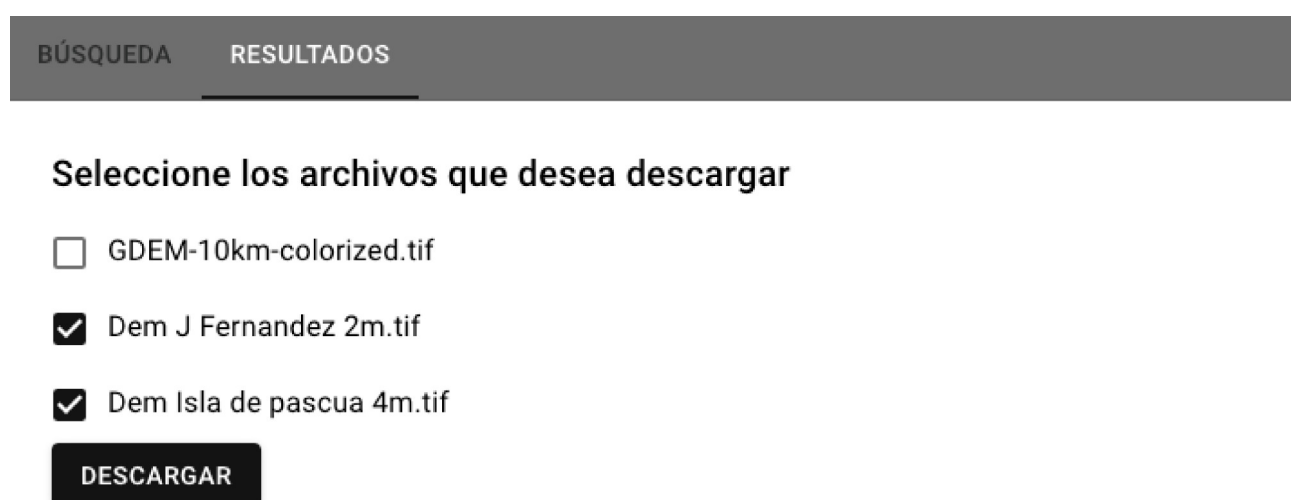 BÚSQUEDA RESULTADOS
Seleccione los archivos que desea descargar
GDEM-10km-colorized.tif
Dem J Fernandez 2m.tif
Dem Isla de pascua 4m.tif
DESCARGAR